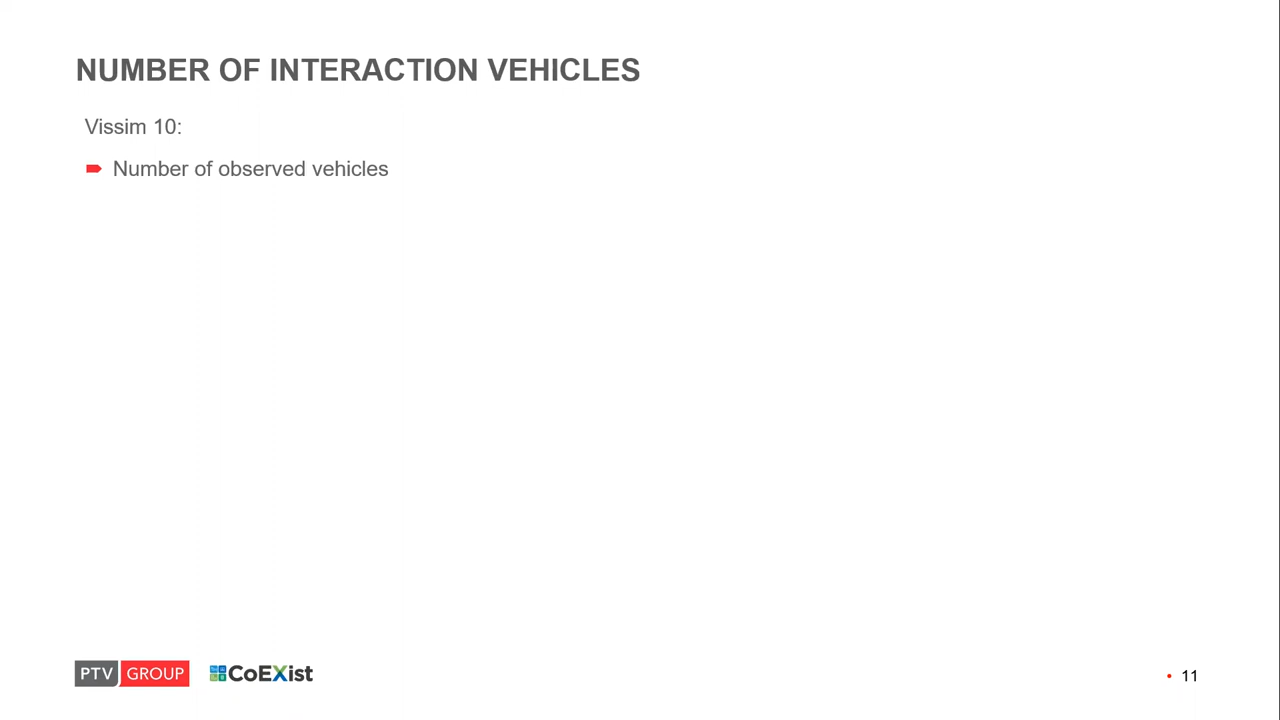 NUMBER OF INTERACTION VEHICLES
Vissim 10:
Number of observed vehicles
PTV GROUP CoEXist
• 11